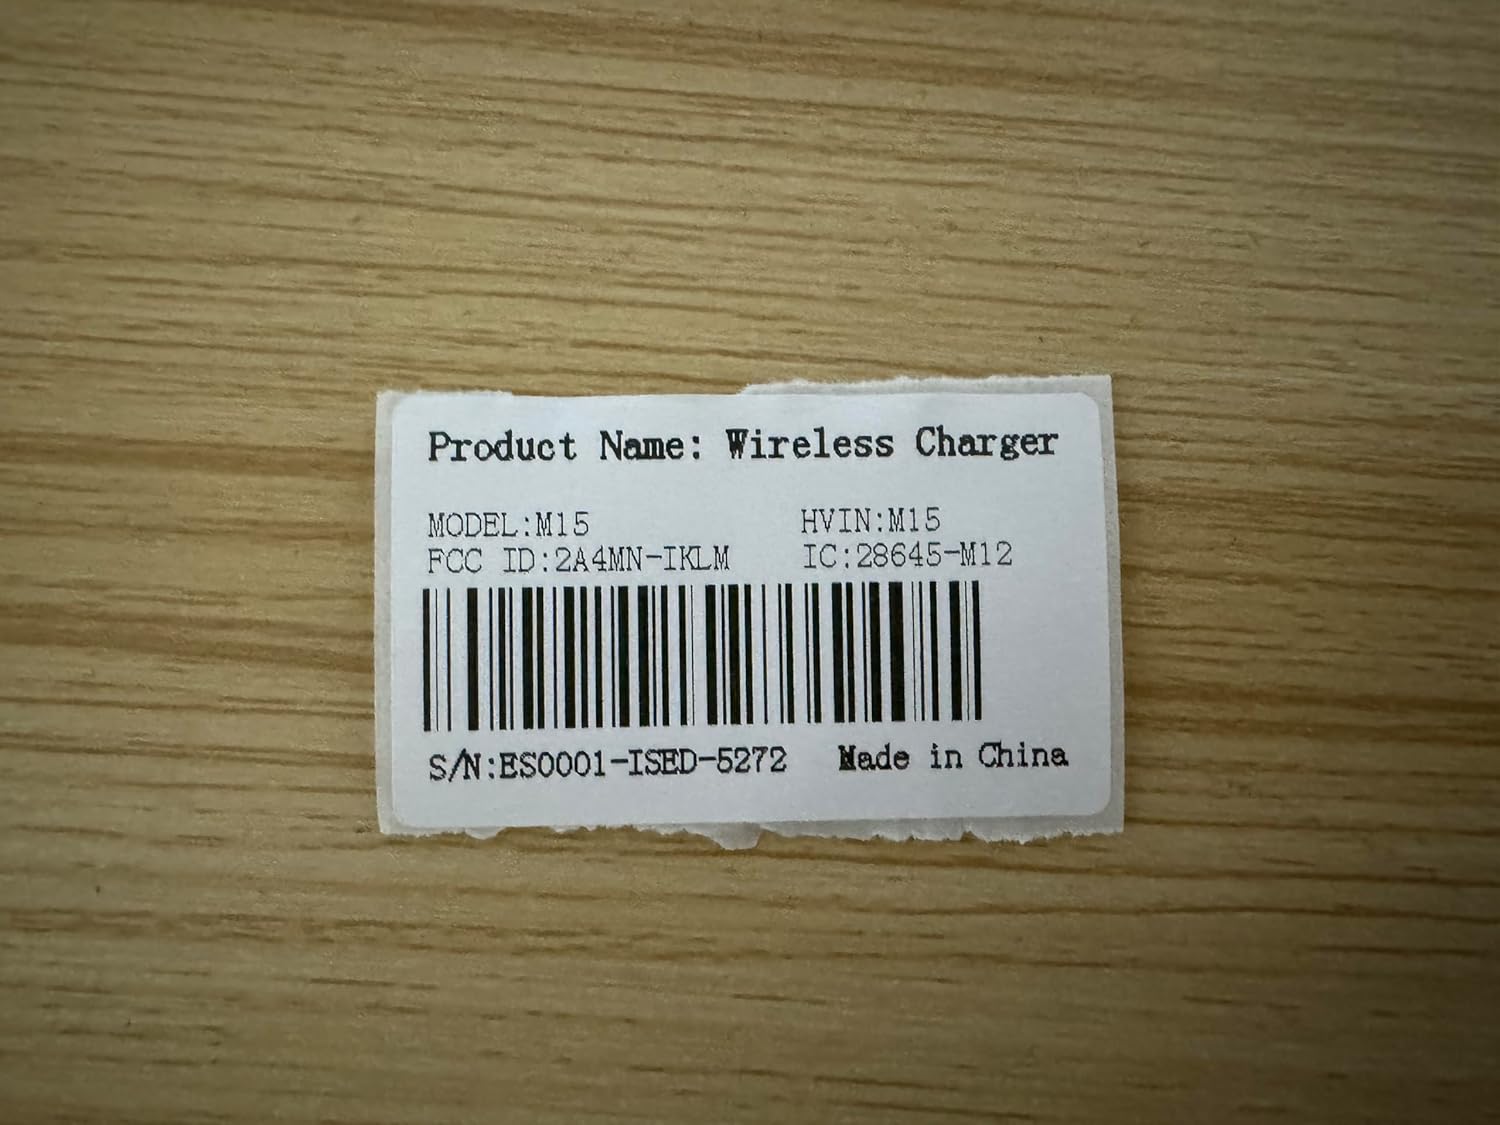 Product Name: Wireless Charger
MODEL:M15 HVIN:M15
FCC ID:2A4MN-IKLM IC:28645-M12
S/N:ES0001-ISED-5272 Made in China